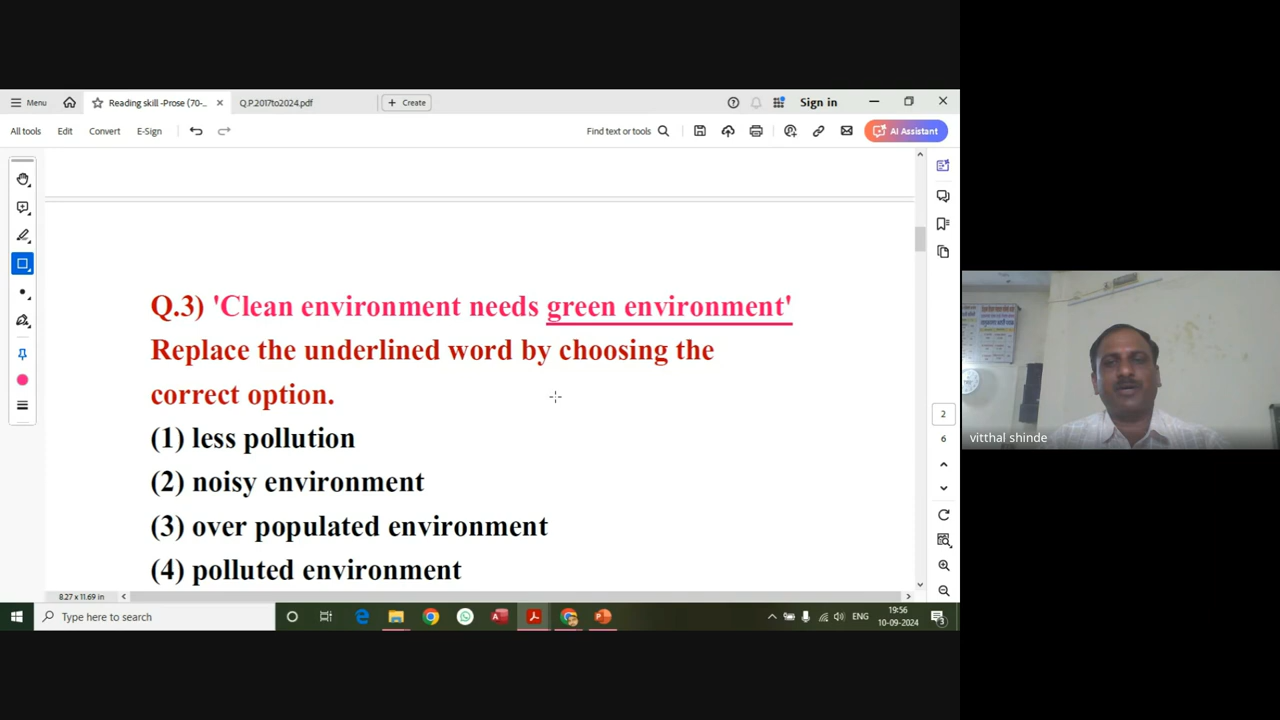 Menu
Reading skill -Prose (70-...
Q.P.2017to2024.pdf
Create
Sign in
All tools
Edit
Convert
E-Sign
Find text or tools
AI Assistant
Q.3) 'Clean environment needs green environment'
Replace the underlined word by choosing the
correct option.
(1) less pollution
(2) noisy environment
(3) over populated environment
(4) polluted environment
2
6
8.27 x 11.69 in
vitthal shinde
Type here to search
ENG
19:56
10-09-2024
3